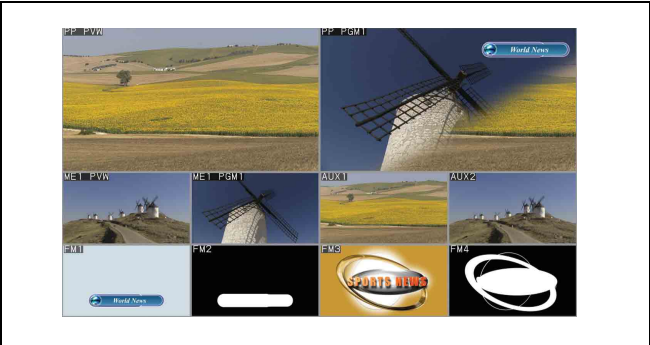 PP PVW
PP PGM1
World News
ME1 PVW
ME1 PGM1
AUX1
AUX2
FM1
FM2
FM3
FM4
World News
SPORTS NEWS